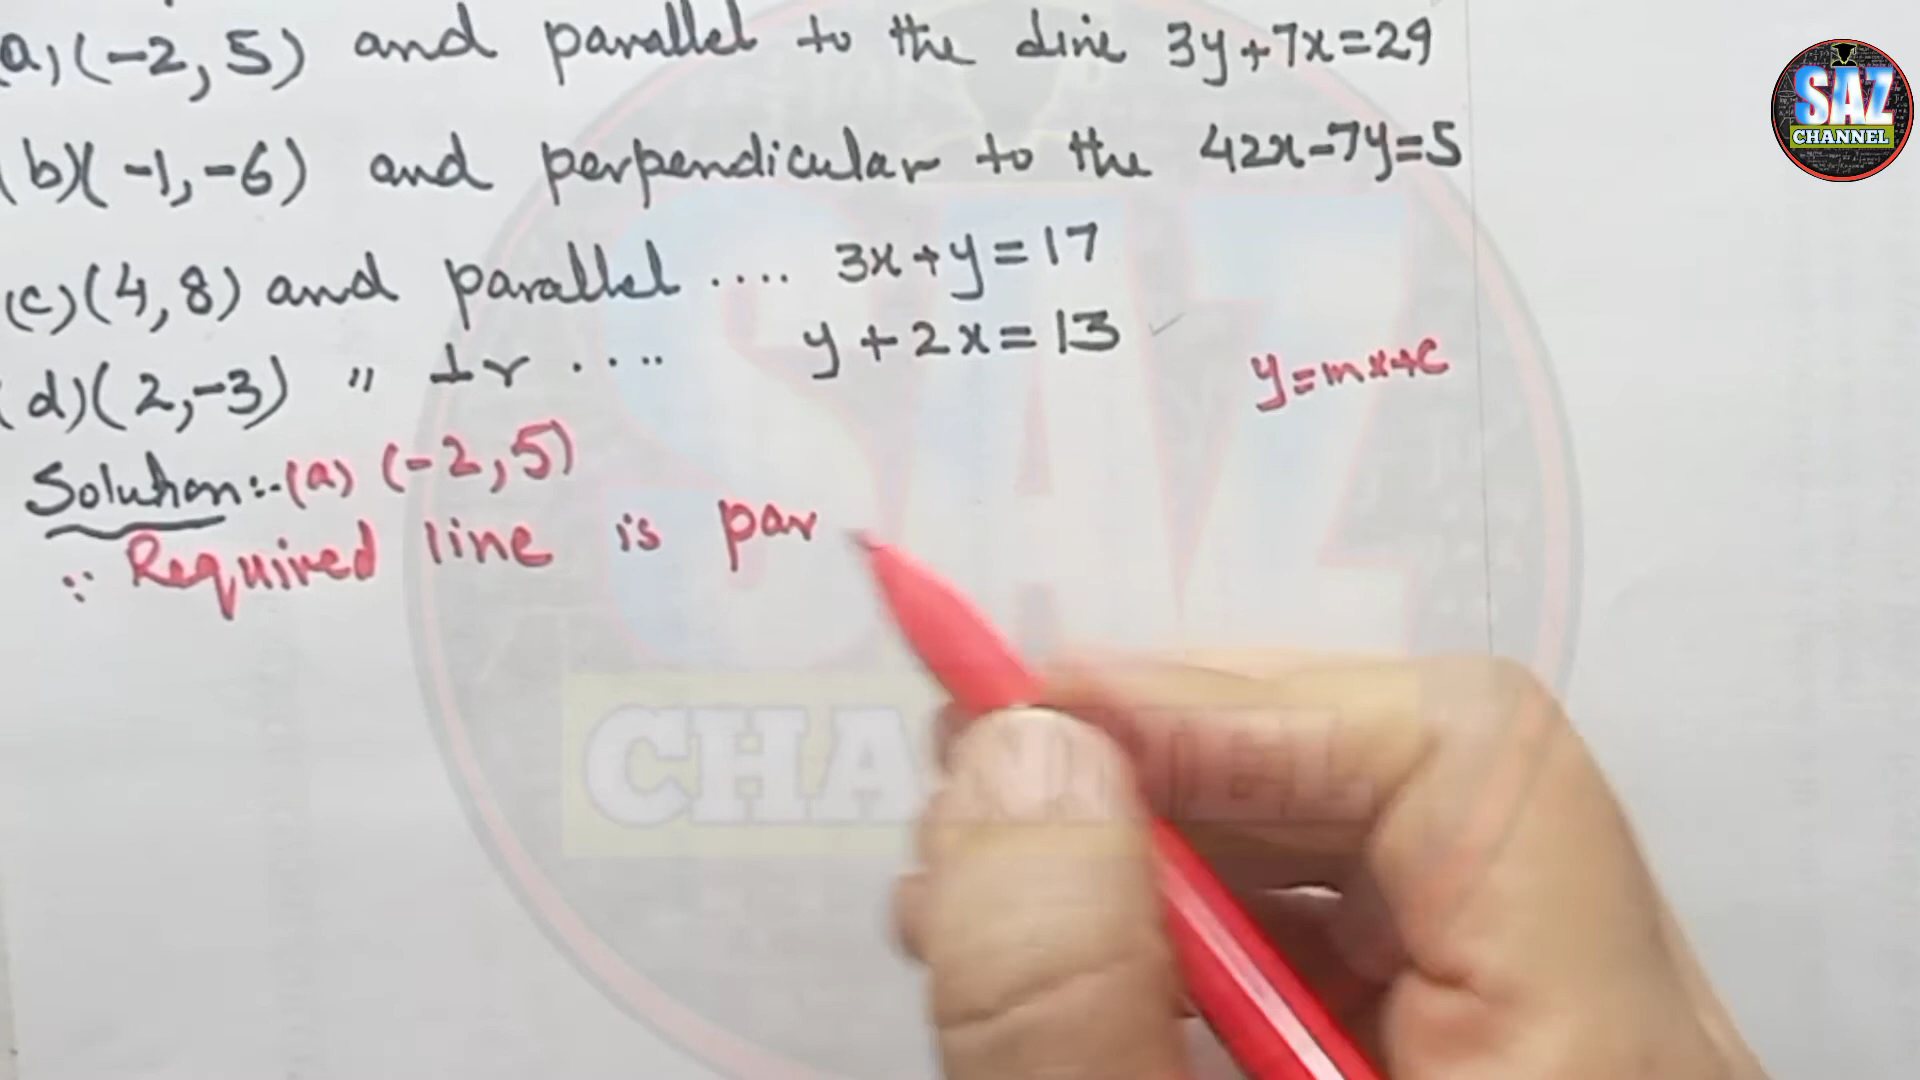 a) (-2, 5) and parallel to the line 3y+7x=29
(b) (-1, -6) and perpendicular to the 42x-7y=5
(c) (4, 8) and parallel .... 3x+y=17
(d) (2, -3) " ⊥r .... y+2x=13
y=mx+c
Solution:- (a) (-2, 5)
∵ Required line is par
SAZ
CHANNEL
SAZ
CHANNEL